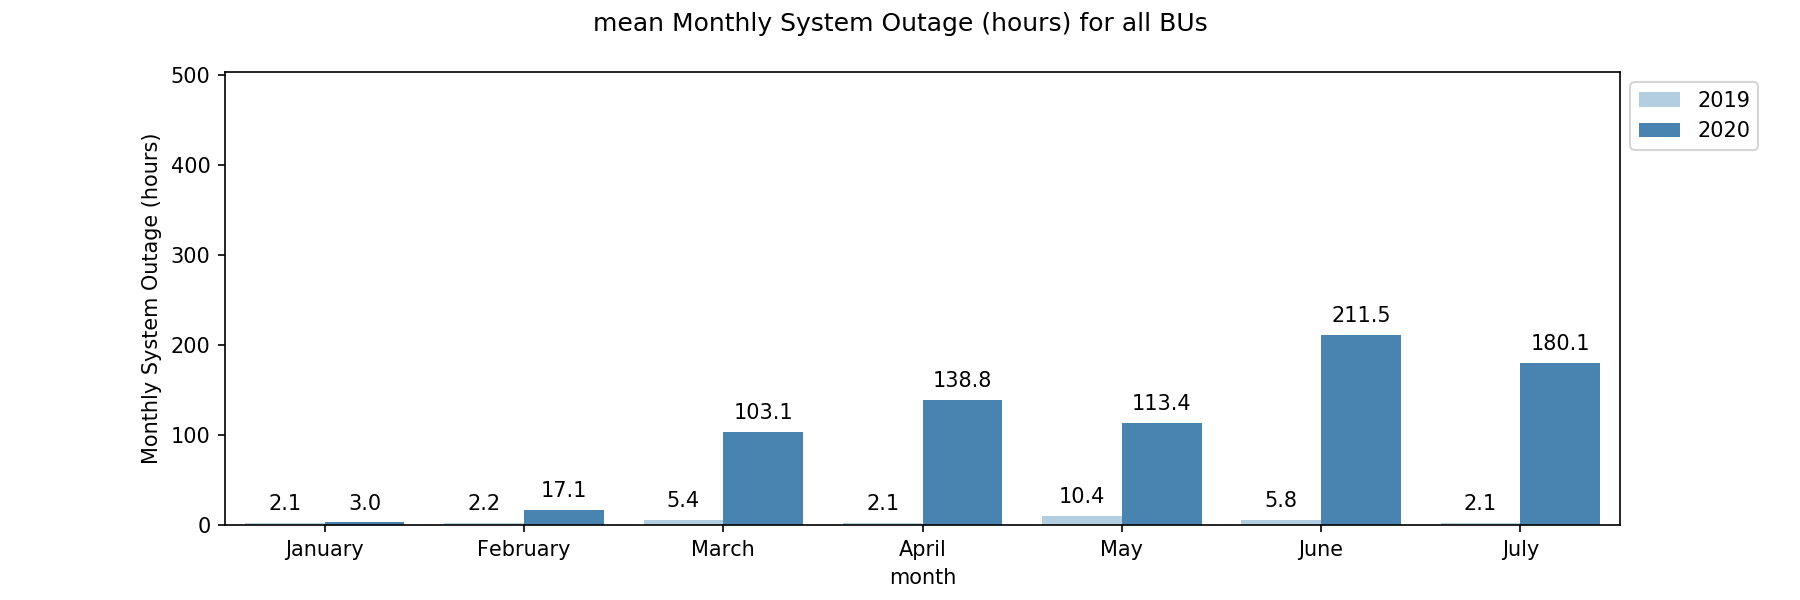 mean Monthly System Outage (hours) for all BUs
500
400
300
200
100
0
Monthly System Outage (hours)
2019
2020
2.1
3.0
2.2
17.1
5.4
103.1
2.1
138.8
10.4
113.4
5.8
211.5
2.1
180.1
January
February
March
April
May
June
July
month